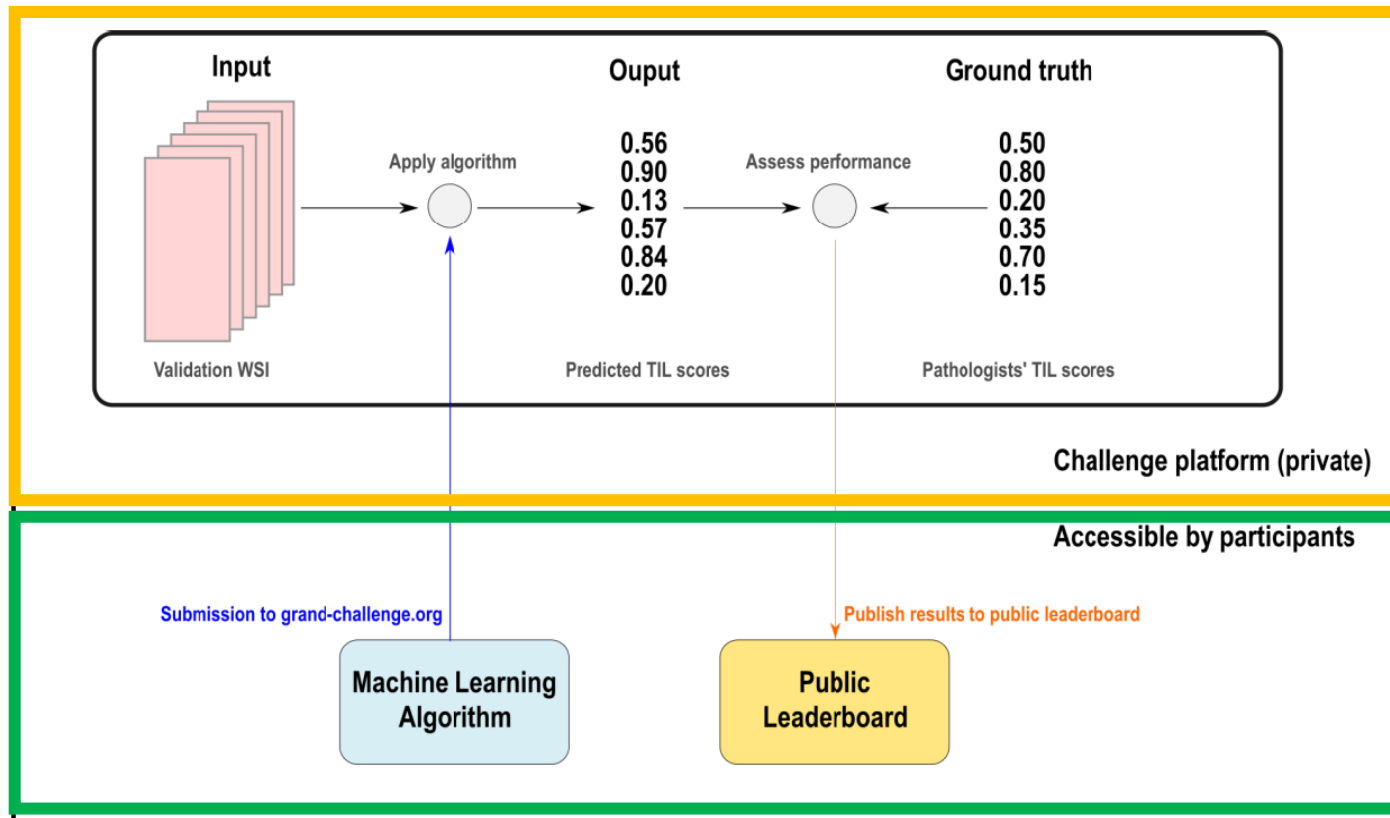 Input
Ouput
Ground truth
Apply algorithm
Assess performance
0.56
0.90
0.13
0.57
0.84
0.20
0.50
0.80
0.20
0.35
0.70
0.15
Validation WSI
Predicted TIL scores
Pathologists' TIL scores
Challenge platform (private)
Accessible by participants
Submission to grand-challenge.org
Publish results to public leaderboard
Machine Learning
Algorithm
Public
Leaderboard